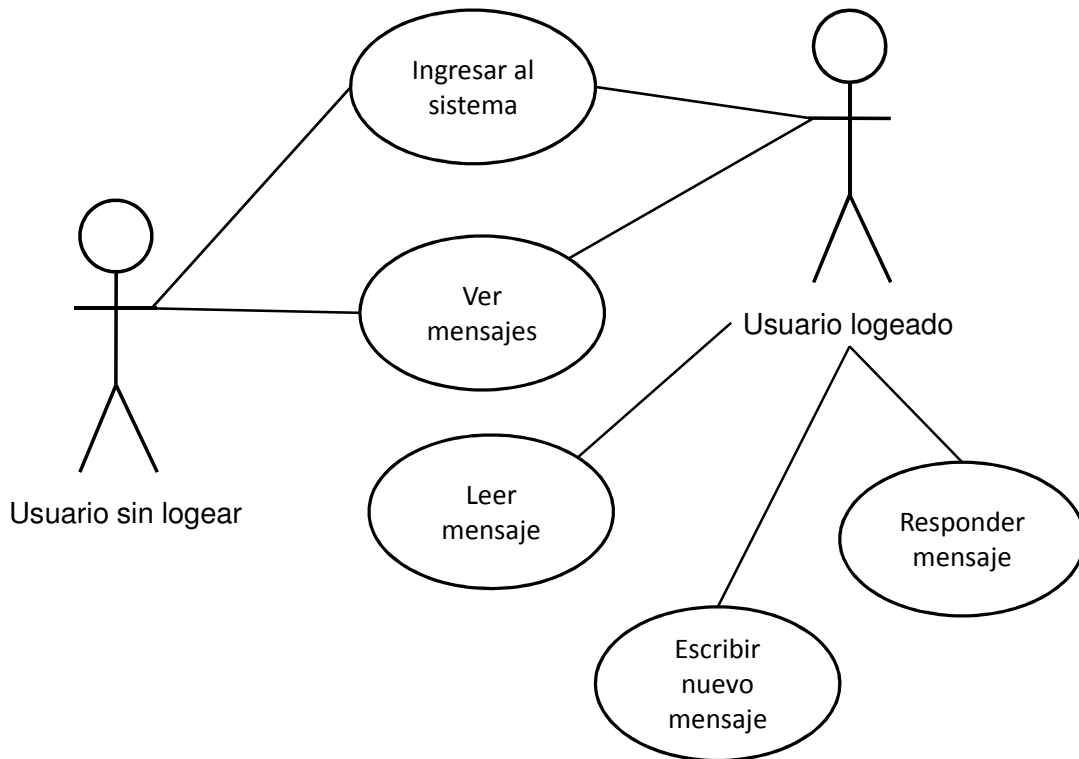 Ingresar al
sistema
Ver
mensajes
Usuario logeado
Leer
mensaje
Usuario sin logear
Responder
mensaje
Escribir
nuevo
mensaje